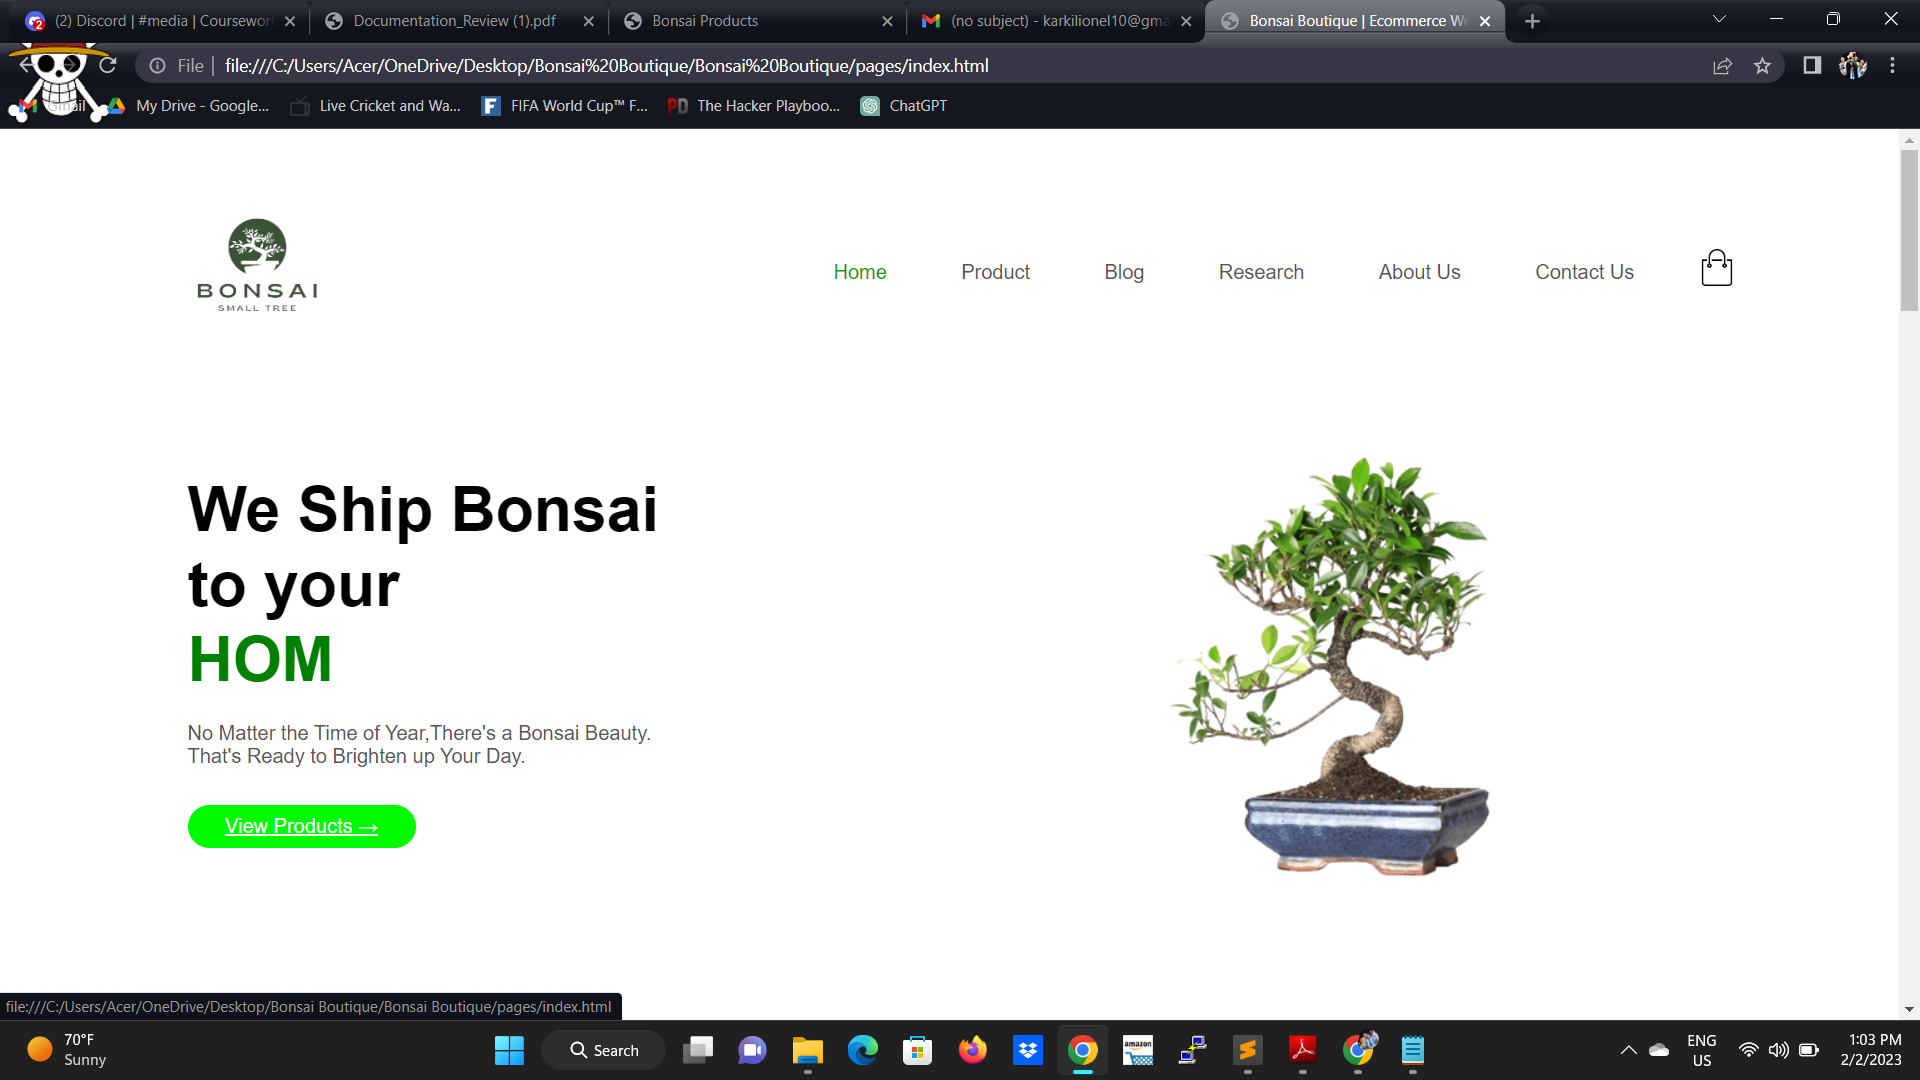 (2) Discord | #media | Coursewor
Documentation_Review (1).pdf
Bonsai Products
(no subject) - karkilionel10@gma
Bonsai Boutique | Ecommerce We
File | file:///C:/Users/Acer/OneDrive/Desktop/Bonsai%20Boutique/Bonsai%20Boutique/pages/index.html
Gmail
My Drive - Google...
Live Cricket and Wa...
F
FIFA World Cup™ F...
PD
The Hacker Playboo...
ChatGPT
BONSAI
SMALL TREE
Home
Product
Blog
Research
About Us
Contact Us
We Ship Bonsai
to your
HOM
No Matter the Time of Year,There's a Bonsai Beauty.
That's Ready to Brighten up Your Day.
View Products →
file:///C:/Users/Acer/OneDrive/Desktop/Bonsai Boutique/Bonsai Boutique/pages/index.html
70°F
Sunny
Search
amazon
ENG
US
1:03 PM
2/2/2023